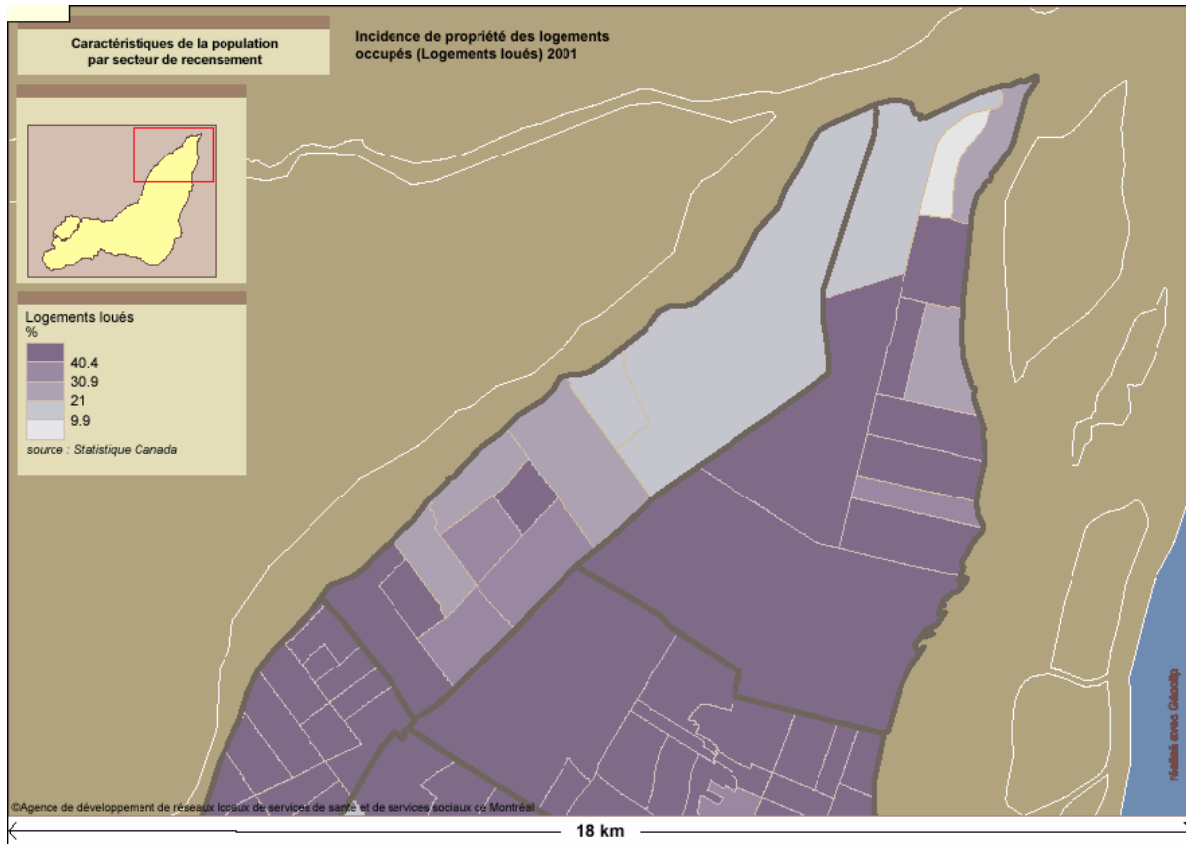 Caractéristiques de la population
par secteur de recensement
Incidence de propriété des logements
occupés (Logements loués) 2001
Logements loués
%
40.4
30.9
21
9.9
source : Statistique Canada
réalisé avec Géoclip
©Agence de développement de réseaux locaux de services de santé et de services sociaux de Montréal
18 km